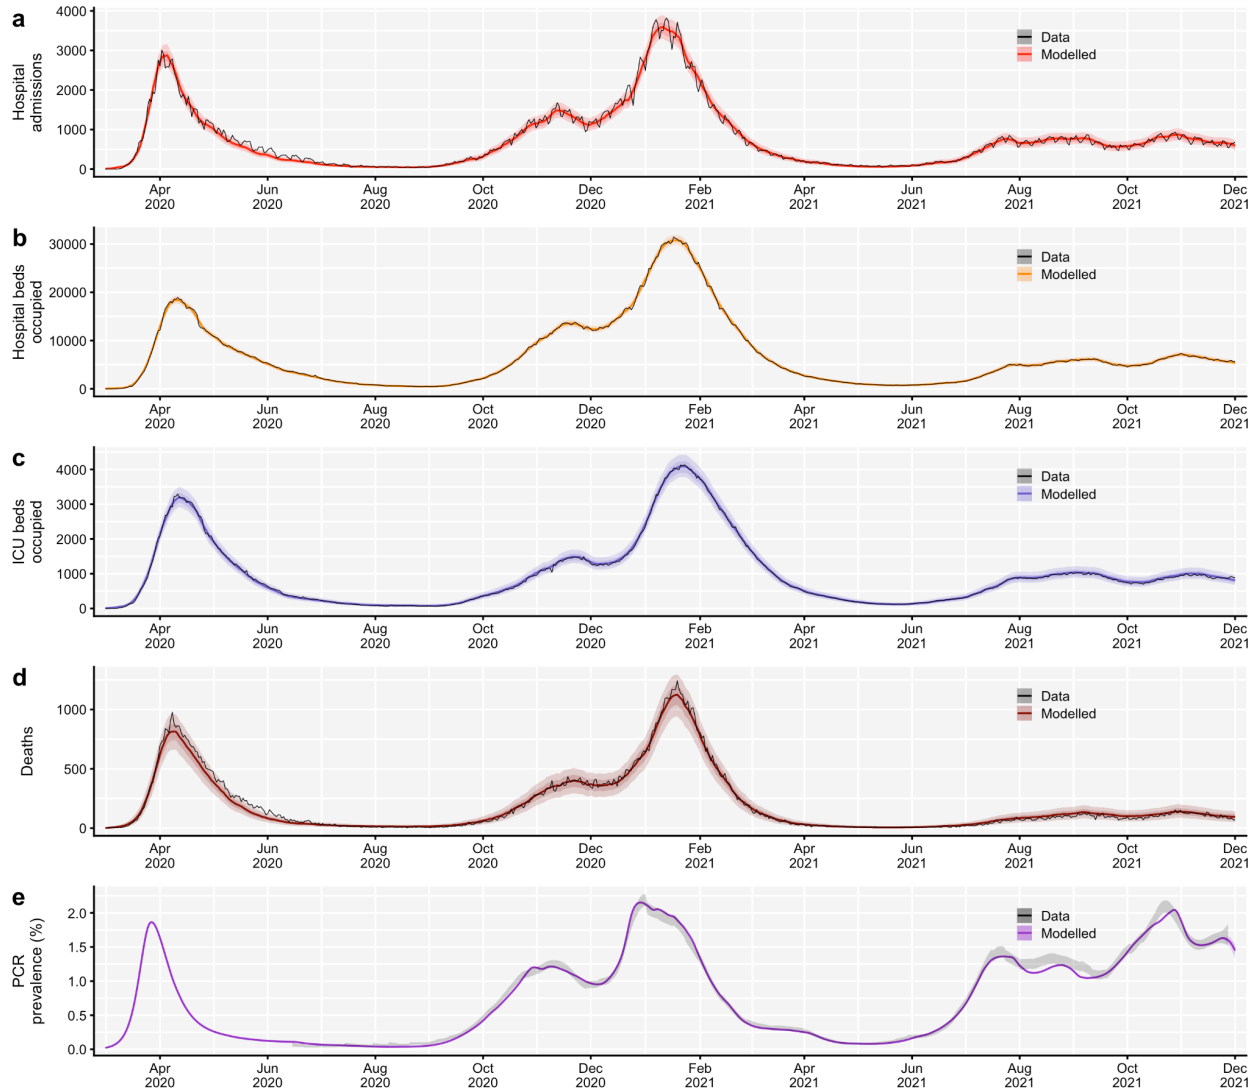 a
Hospital
admissions
4000
3000
2000
1000
0
Data
Modelled
Apr Jun Aug Oct Dec Feb Apr Jun Aug Oct Dec
2020 2020 2020 2020 2020 2021 2021 2021 2021 2021 2021
b
Hospital beds
occupied
30000
20000
10000
0
Data
Modelled
Apr Jun Aug Oct Dec Feb Apr Jun Aug Oct Dec
2020 2020 2020 2020 2020 2021 2021 2021 2021 2021 2021
c
ICU beds
occupied
4000
3000
2000
1000
0
Data
Modelled
Apr Jun Aug Oct Dec Feb Apr Jun Aug Oct Dec
2020 2020 2020 2020 2020 2021 2021 2021 2021 2021 2021
d
Deaths
1000
500
0
Data
Modelled
Apr Jun Aug Oct Dec Feb Apr Jun Aug Oct Dec
2020 2020 2020 2020 2020 2021 2021 2021 2021 2021 2021
e
PCR
prevalence (%)
2.0
1.5
1.0
0.5
0.0
Data
Modelled
Apr Jun Aug Oct Dec Feb Apr Jun Aug Oct Dec
2020 2020 2020 2020 2020 2021 2021 2021 2021 2021 2021